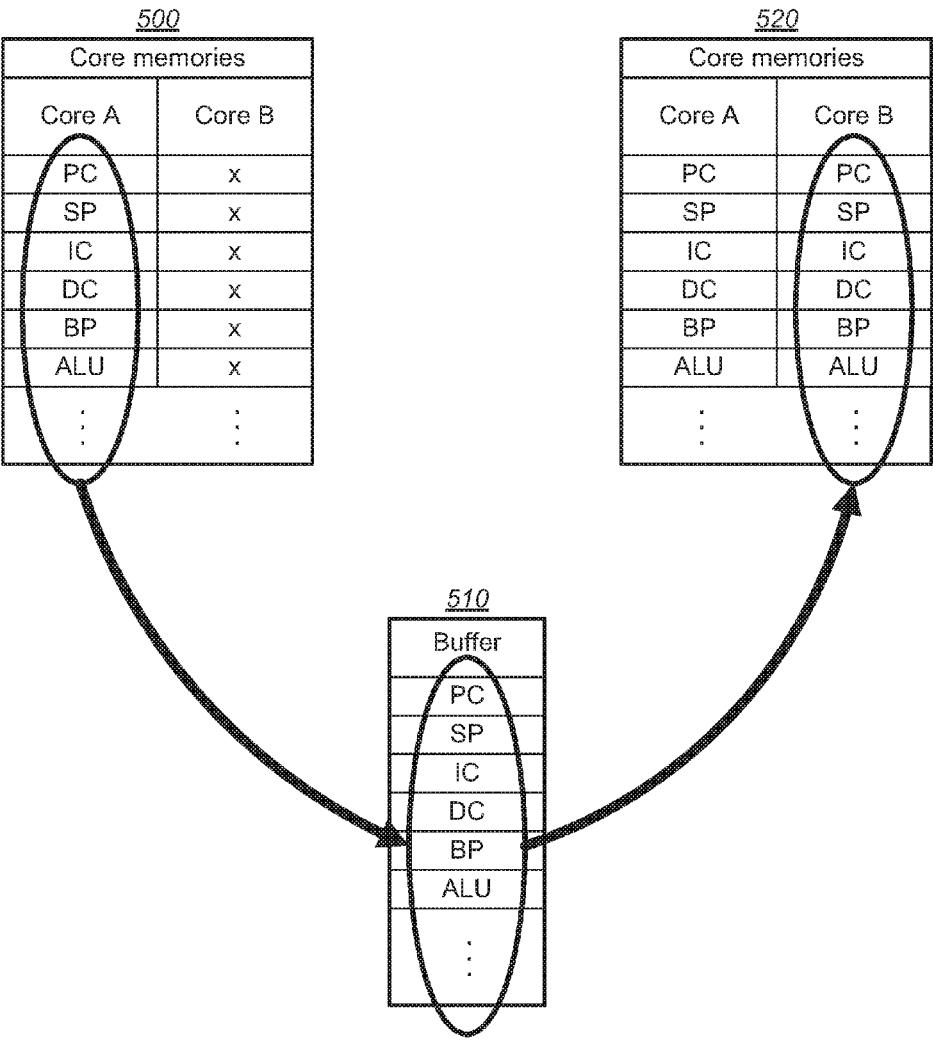 500
Core memories
Core A Core B
PC x
SP x
IC x
DC x
BP x
ALU x
520
Core memories
Core A Core B
PC PC
SP SP
IC IC
DC DC
BP BP
ALU ALU
510
Buffer
PC
SP
IC
DC
BP
ALU